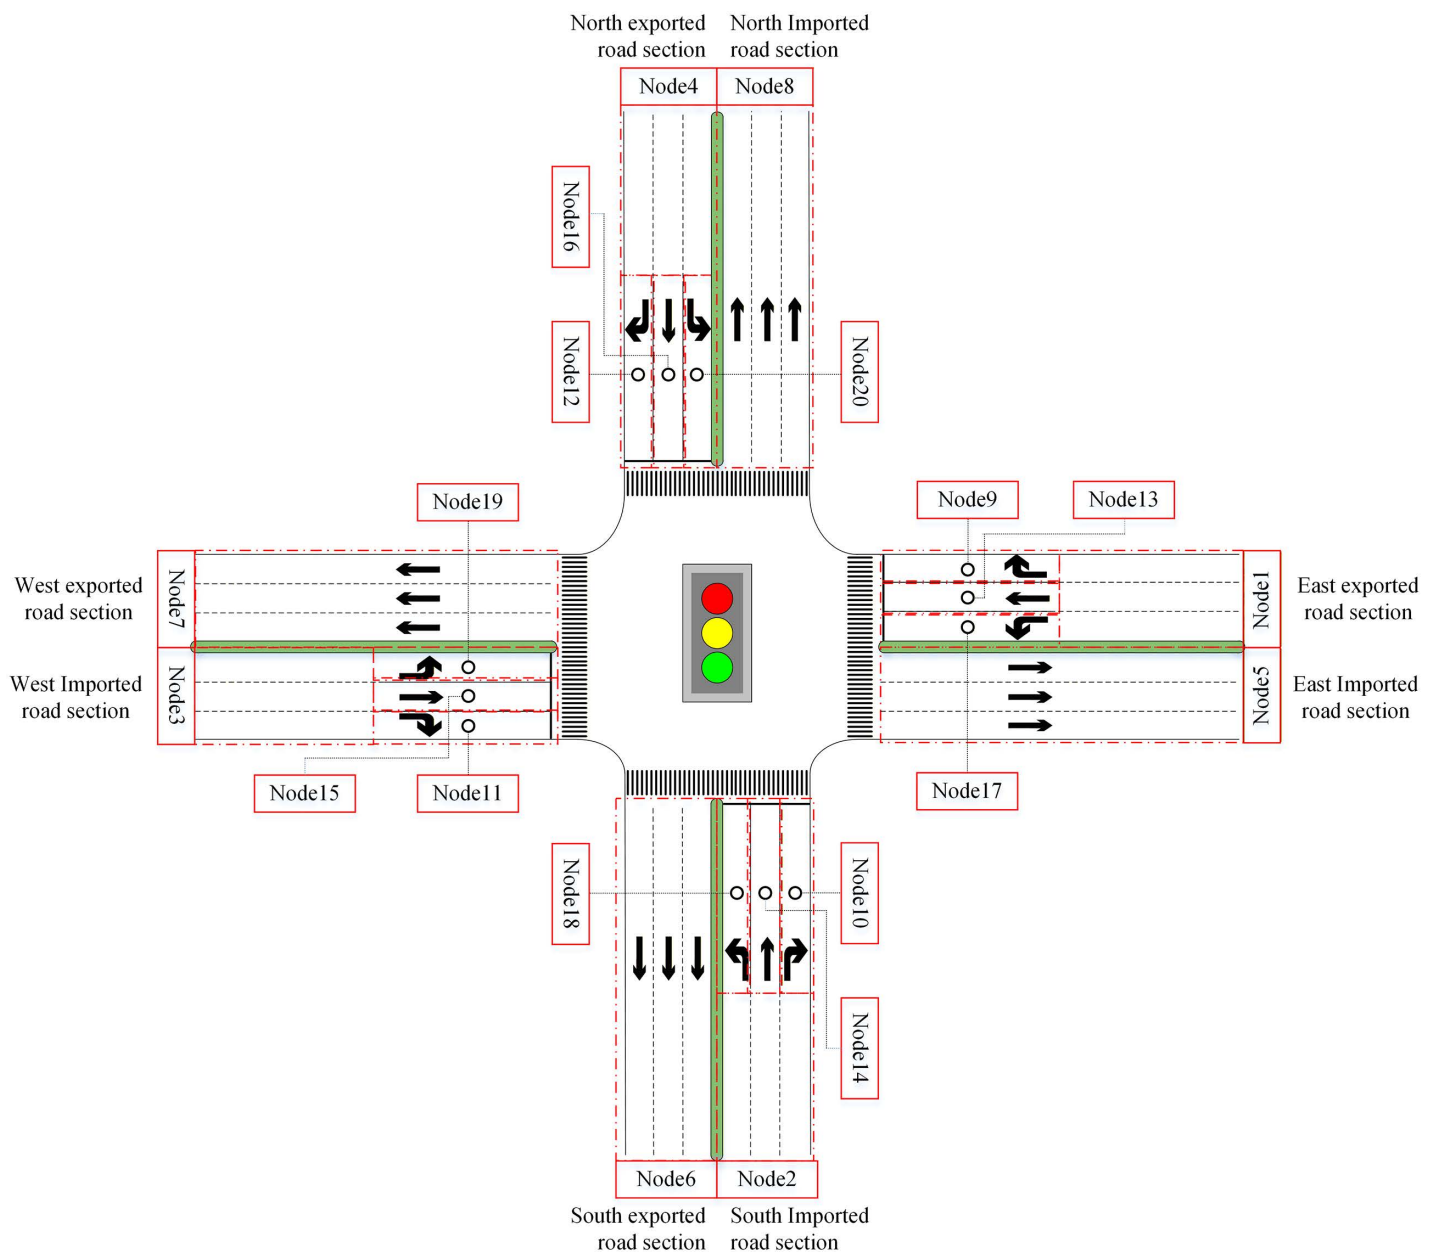 North exported
road section
North Imported
road section
Node4
Node8
Node16
Node12
Node20
Node19
Node9
Node13
West exported
road section
Node7
Node1
East exported
road section
West Imported
road section
Node3
Node5
East Imported
road section
Node15
Node11
Node17
Node18
Node10
Node14
Node6
Node2
South exported
road section
South Imported
road section